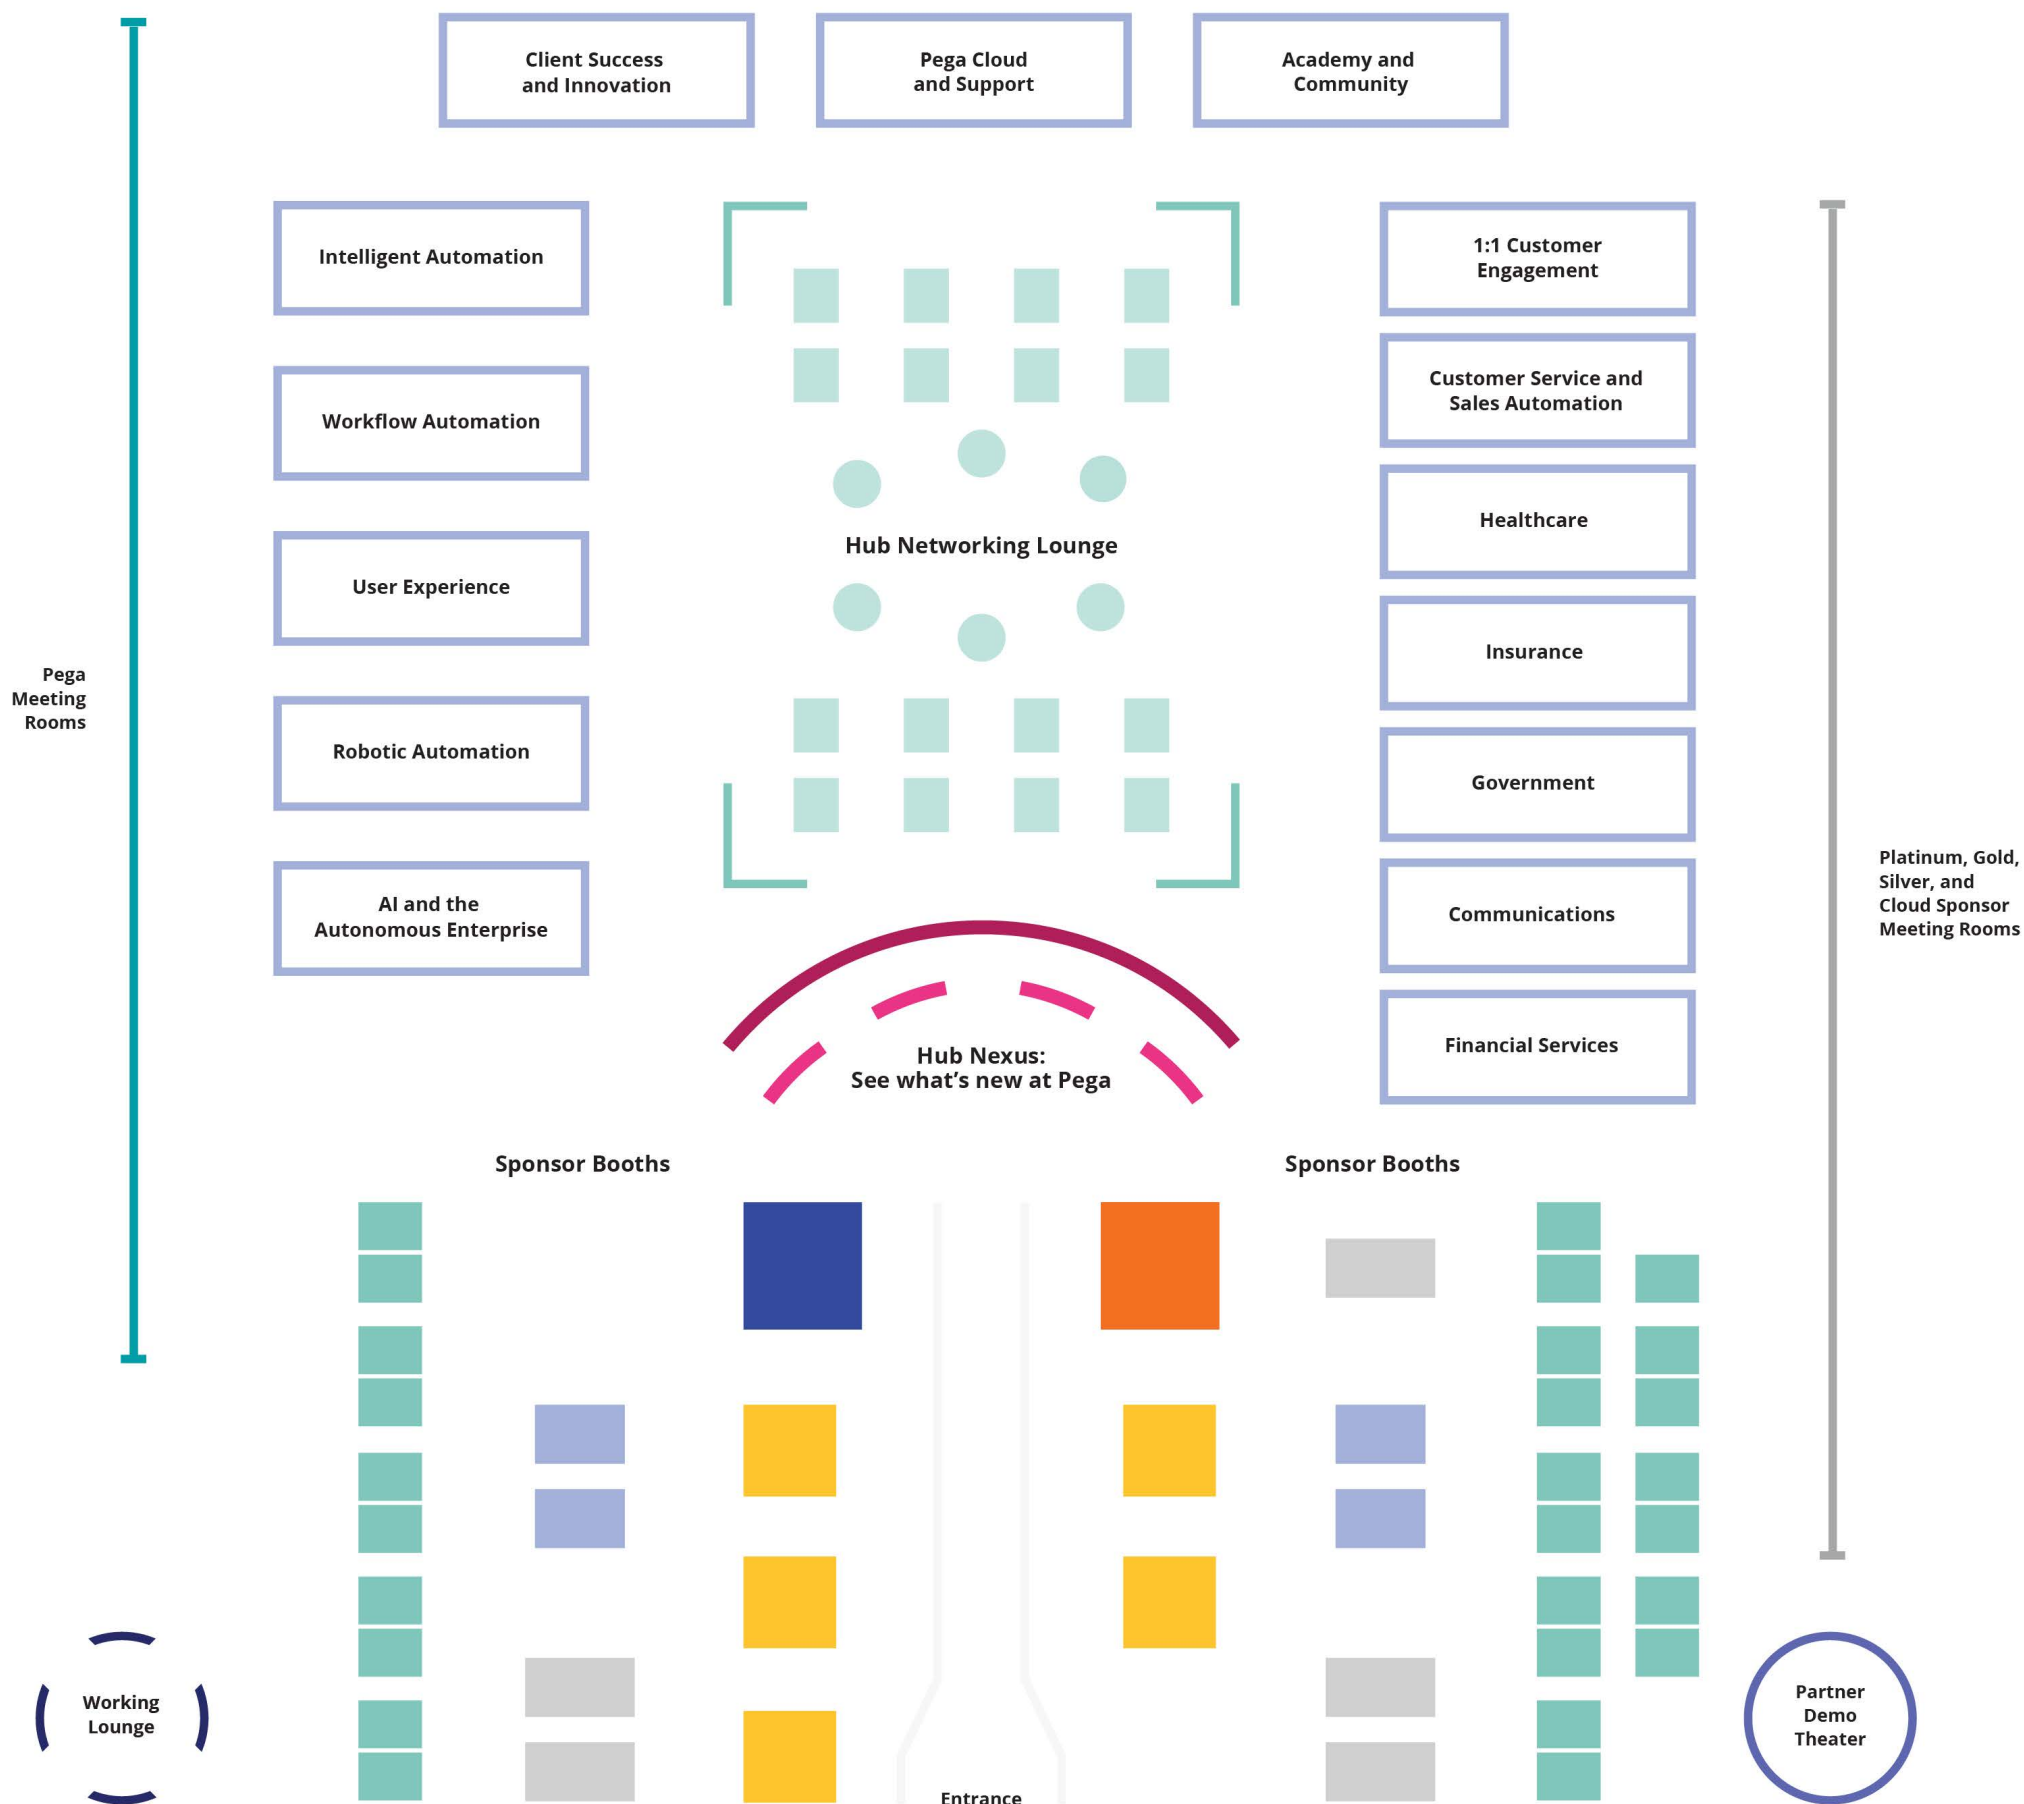 Client Success
and Innovation
Pega Cloud
and Support
Academy and
Community
Intelligent Automation
Workflow Automation
User Experience
Robotic Automation
AI and the
Autonomous Enterprise
Pega
Meeting
Rooms
Hub Networking Lounge
1:1 Customer
Engagement
Customer Service and
Sales Automation
Healthcare
Insurance
Government
Communications
Financial Services
Platinum, Gold,
Silver, and
Cloud Sponsor
Meeting Rooms
Hub Nexus:
See what’s new at Pega
Sponsor Booths
Sponsor Booths
Working
Lounge
Entrance
Partner
Demo
Theater